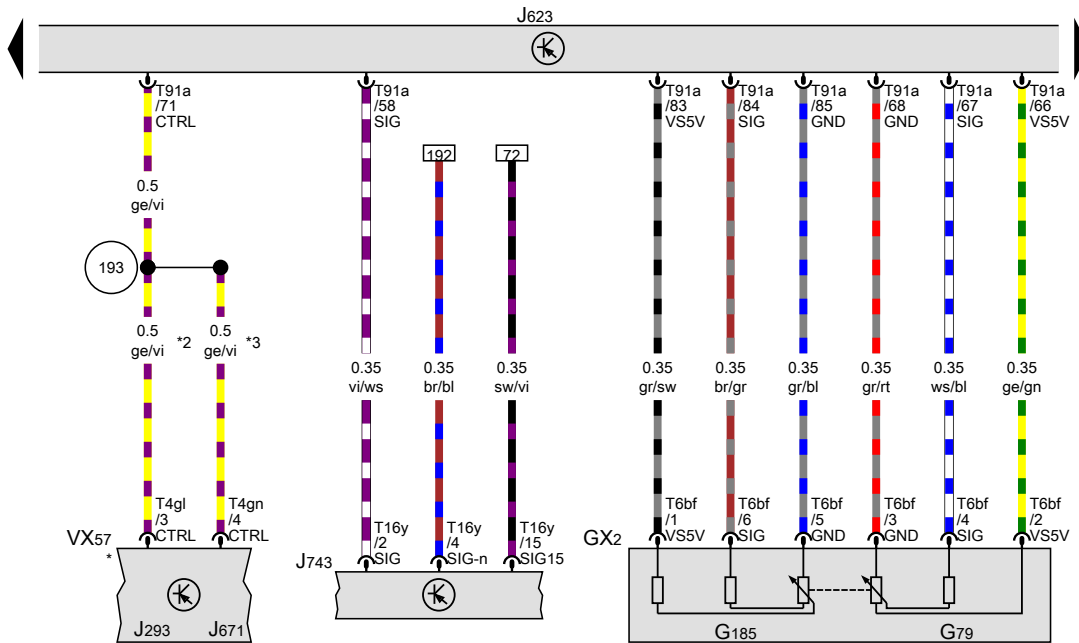 J623
T91a
/71
CTRL
T91a
/58
SIG
T91a
/83
VS5V
T91a
/84
SIG
T91a
/85
GND
T91a
/68
GND
T91a
/67
SIG
T91a
/66
VS5V
192
72
0.5
ge/vi
193
0.5
ge/vi
*2
0.5
ge/vi
*3
0.35
vi/ws
0.35
br/bl
0.35
sw/vi
0.35
gr/sw
0.35
br/gr
0.35
gr/bl
0.35
gr/rt
0.35
ws/bl
0.35
ge/gn
T4gl
/3
CTRL
T4gn
/4
CTRL
T16y
/2
SIG
T16y
/4
SIG-n
T16y
/15
SIG15
T6bf
/1
VS5V
T6bf
/6
SIG
T6bf
/5
GND
T6bf
/3
GND
T6bf
/4
SIG
T6bf
/2
VS5V
VX57
*
J743
GX2
J293
J671
G185
G79